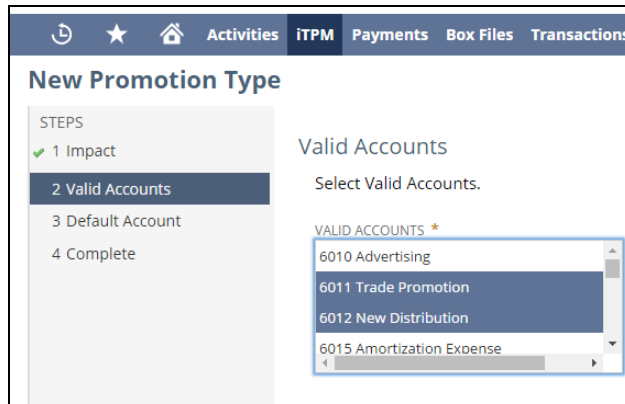 Activities iTPM Payments Box Files Transactions
New Promotion Type
STEPS
1 Impact
2 Valid Accounts
3 Default Account
4 Complete
Valid Accounts
Select Valid Accounts.
VALID ACCOUNTS *
6010 Advertising
6011 Trade Promotion
6012 New Distribution
6015 Amortization Expense